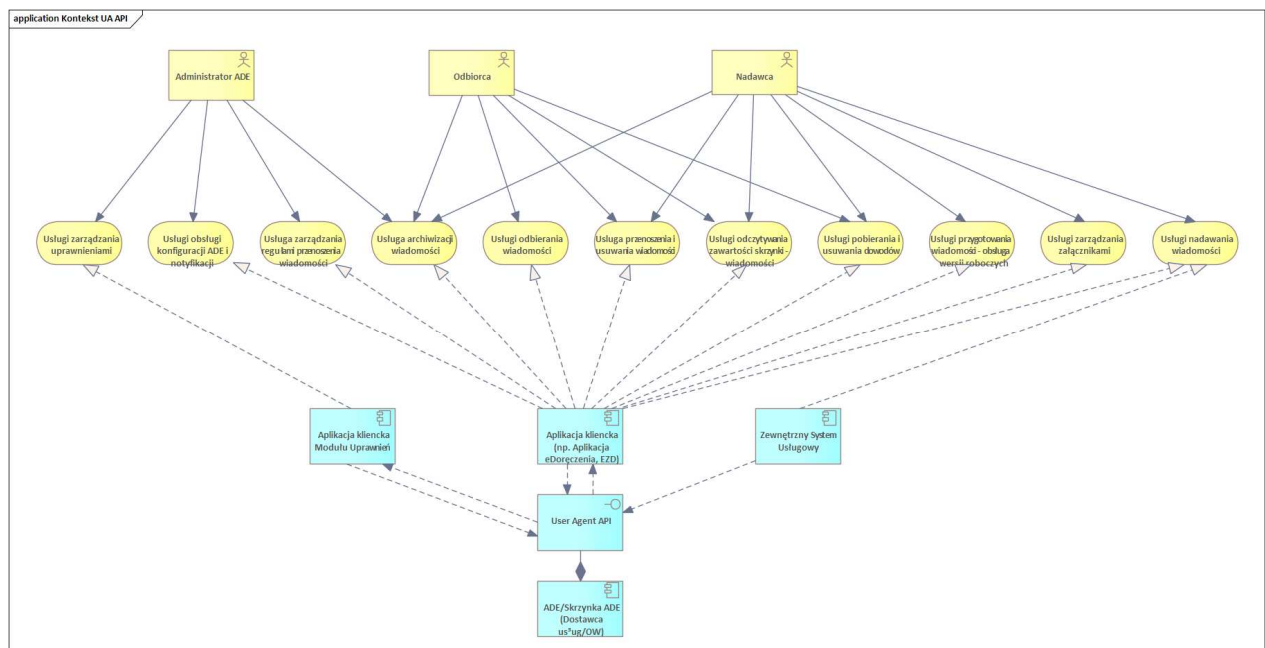 application Kontekst UA API
Administrator ADE
Odbiorca
Nadawca
Usługi zarządzania
uprawnieniami
Usługi obsługi
konfiguracji ADE i
notyfikacji
Usługa zarządzania
regułami przenoszenia
wiadomości
Usługa archiwizacji
wiadomości
Usługi odbierania
wiadomości
Usługa przenoszenia i
usuwania wiadomość
Usługi odczytywania
zawartości skrzynki -
wiadomości
Usługi pobierania i
usuwania dowodów
Usługi przygotowania
wiadomości - obsługa
wersji roboczych
Usługi zarządzania
załącznikami
Usługi nadawania
wiadomości
Aplikacja kliencka
Modułu Uprawnień
Aplikacja kliencka
(np. Aplikacja
eDoręczenia, EZD)
Zewnętrzny System
Usługowy
User Agent API
ADE/Skrzynka ADE
(Dostawca
us³ug/OW)